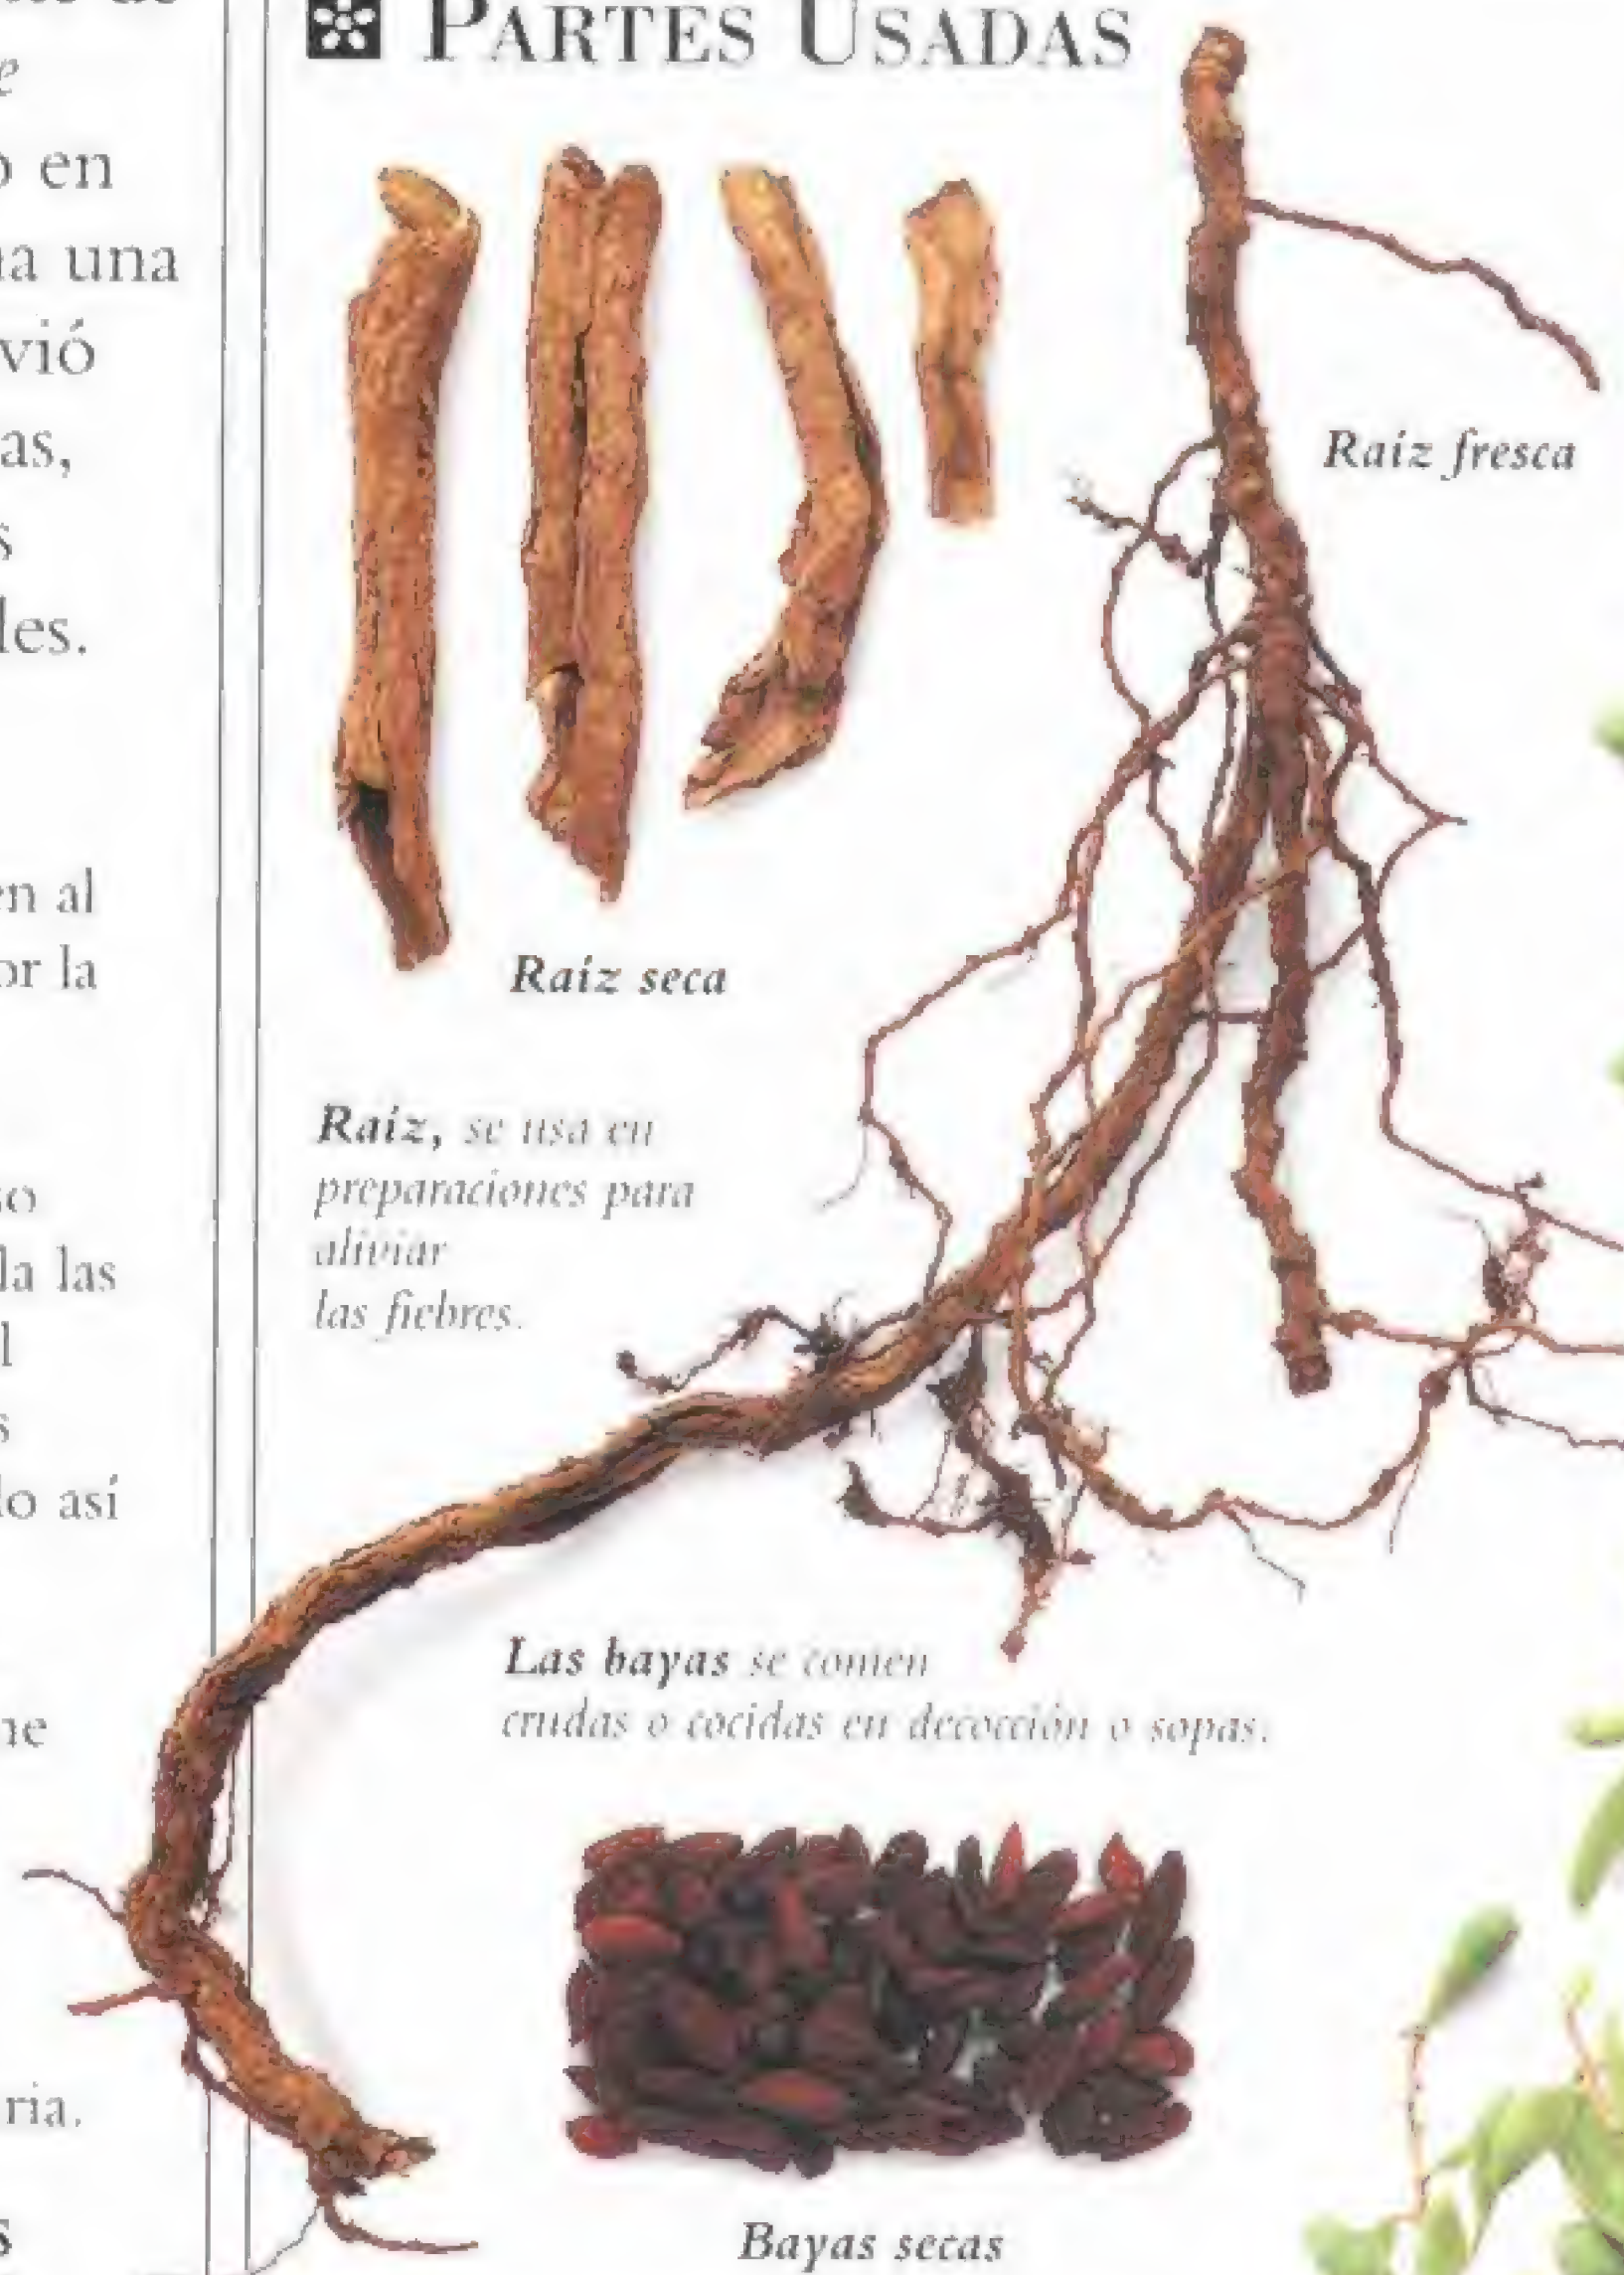 PARTES USADAS
e
en
una
vió
as,
s
les.
en al
or la
so
la las
l
s
lo así
ne
ria.
s
Raíz fresca
Raíz seca
Raíz, se usa en
preparaciones para
aliviar
las fiebres.
Las bayas se comen
crudas o cocidas en decocción o sopas.
Bayas secas